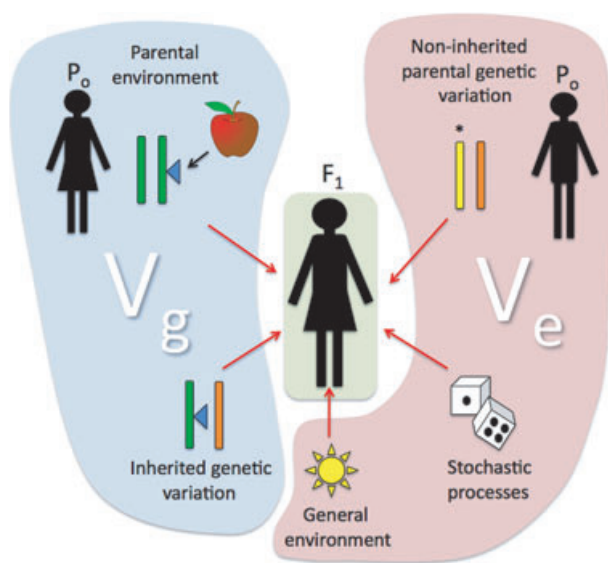 Parental
environment
Po
Non-inherited
parental genetic
variation
Po
*
F1
Vg
Ve
Inherited genetic
variation
General
environment
Stochastic
processes